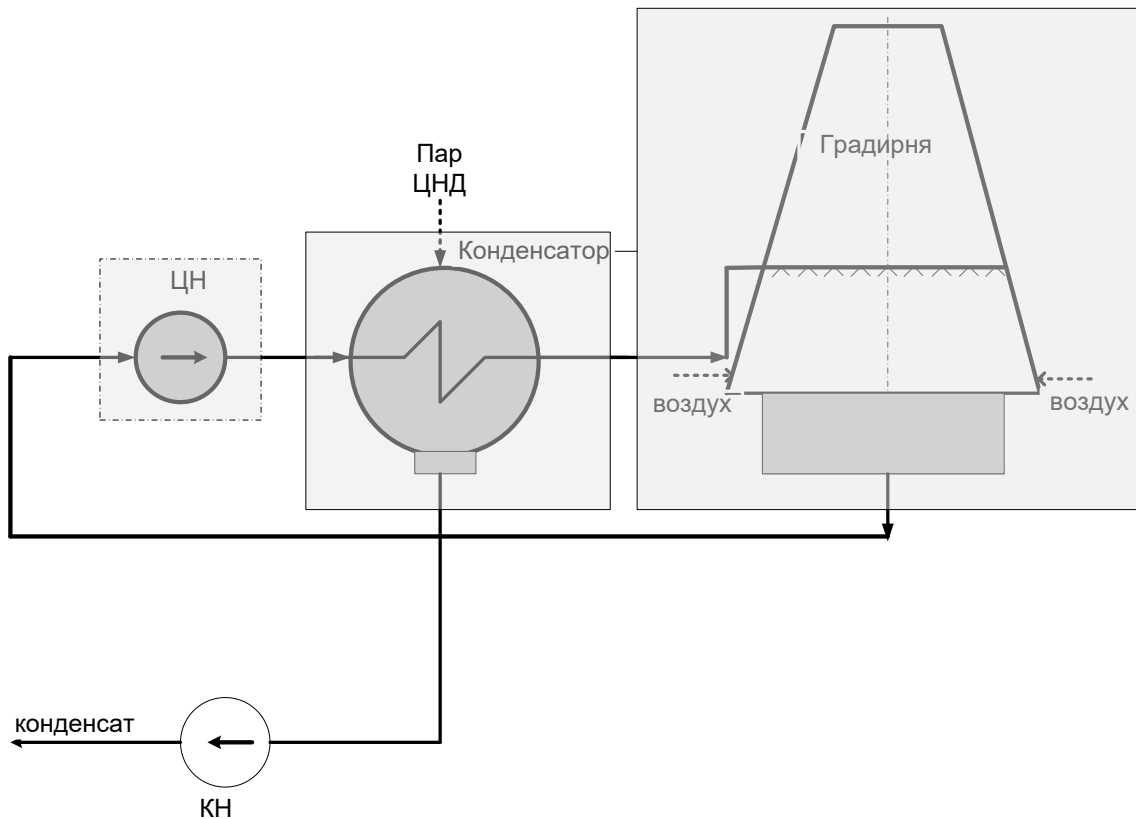 Градирня
Пар
ЦНД
Конденсатор
ЦН
воздух
воздух
конденсат
КН